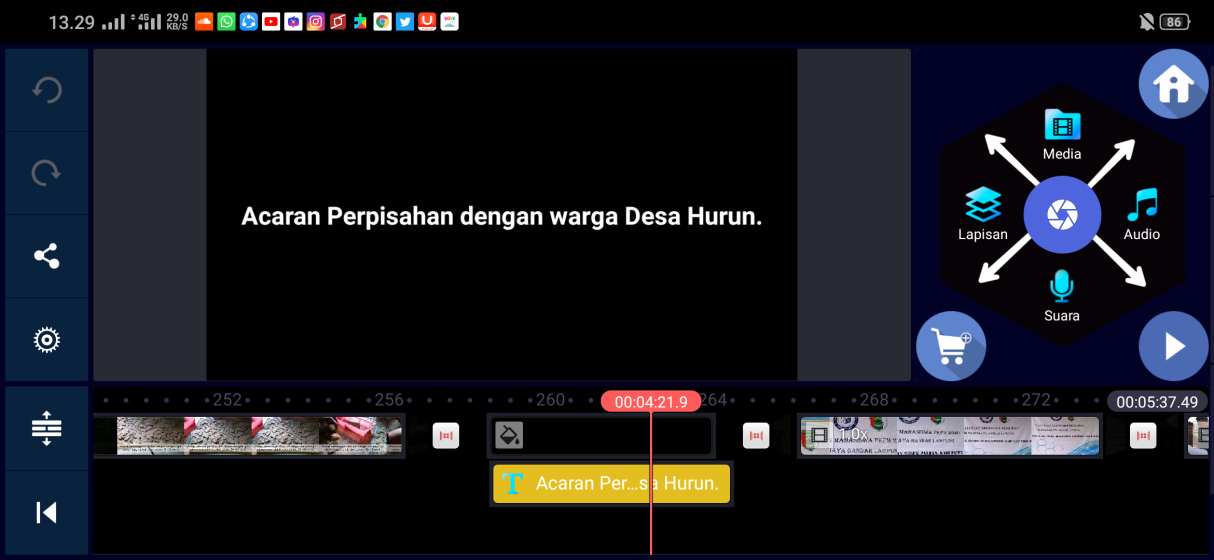 13.29
4G
29.0
KB/S
86
Acaran Perpisahan dengan warga Desa Hurun.
Media
Lapisan
Audio
Suara
252
256
260
00:04:21.9
264
268
272
00:05:37.49
1.0x
T Acaran Per...sa Hurun.